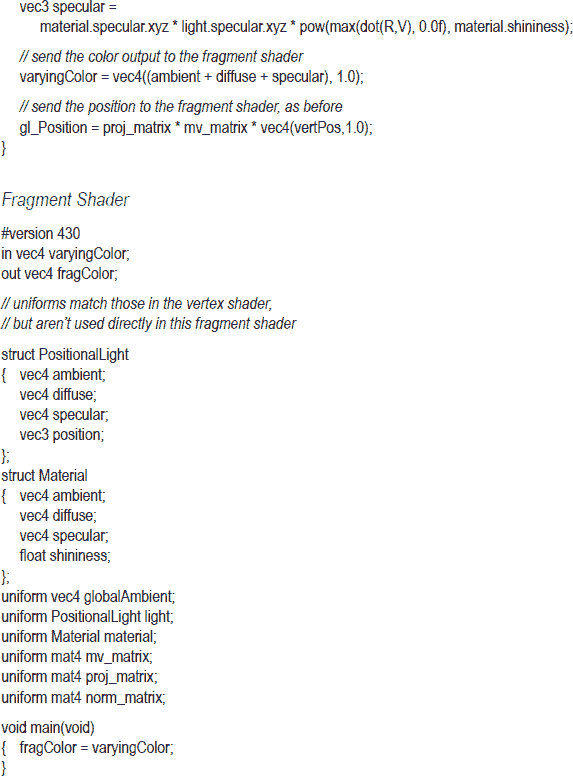 vec3 specular =
material.specular.xyz * light.specular.xyz * pow(max(dot(R,V), 0.0f), material.shininess);
// send the color output to the fragment shader
varyingColor = vec4((ambient + diffuse + specular), 1.0);
// send the position to the fragment shader, as before
gl_Position = proj_matrix * mv_matrix * vec4(vertPos,1.0);
}
Fragment Shader
#version 430
in vec4 varyingColor;
out vec4 fragColor;
// uniforms match those in the vertex shader,
// but aren't used directly in this fragment shader
struct PositionalLight
{ vec4 ambient;
vec4 diffuse;
vec4 specular;
vec3 position;
};
struct Material
{ vec4 ambient;
vec4 diffuse;
vec4 specular;
float shininess;
};
uniform vec4 globalAmbient;
uniform PositionalLight light;
uniform Material material;
uniform mat4 mv_matrix;
uniform mat4 proj_matrix;
uniform mat4 norm_matrix;
void main(void)
{ fragColor = varyingColor;
}